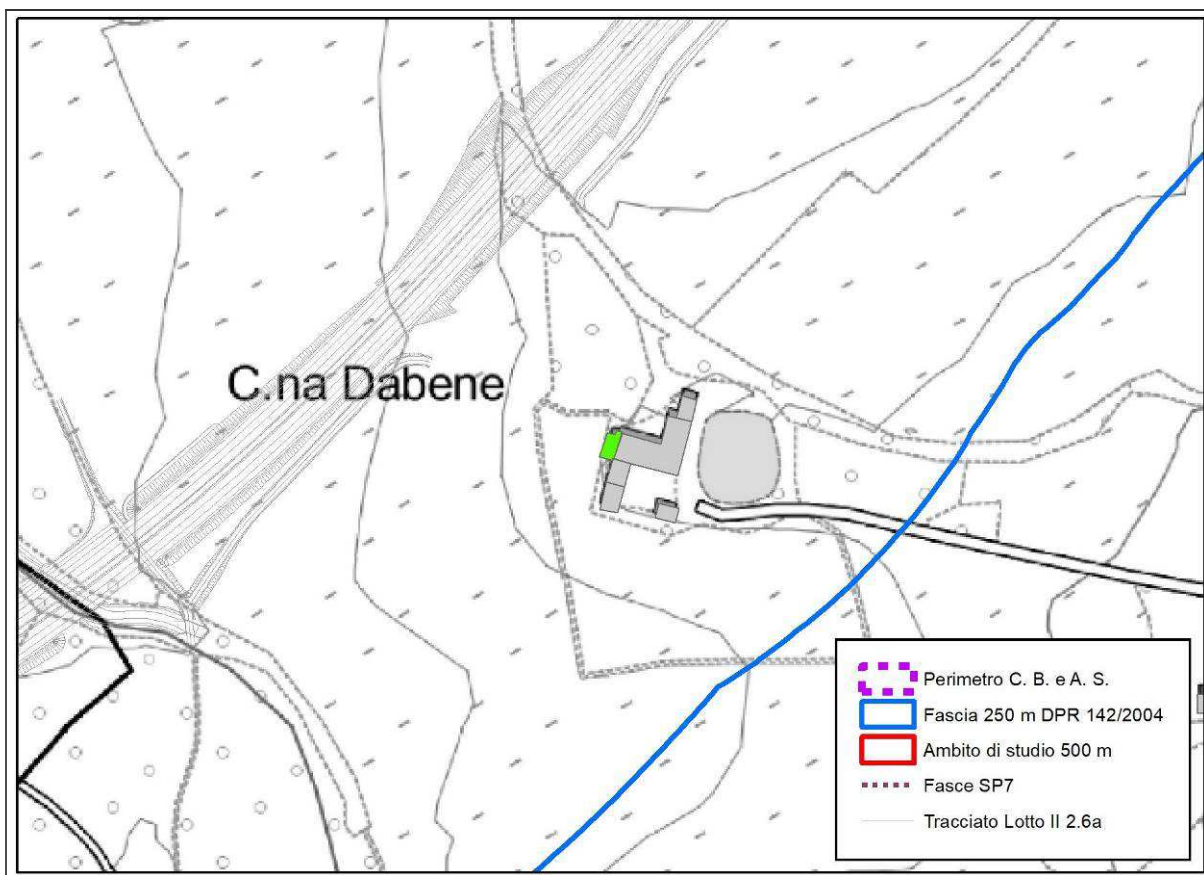 C.na Dabene
Perimetro C. B. e A. S.
Fascia 250 m DPR 142/2004
Ambito di studio 500 m
Fasce SP7
Tracciato Lotto II 2.6a